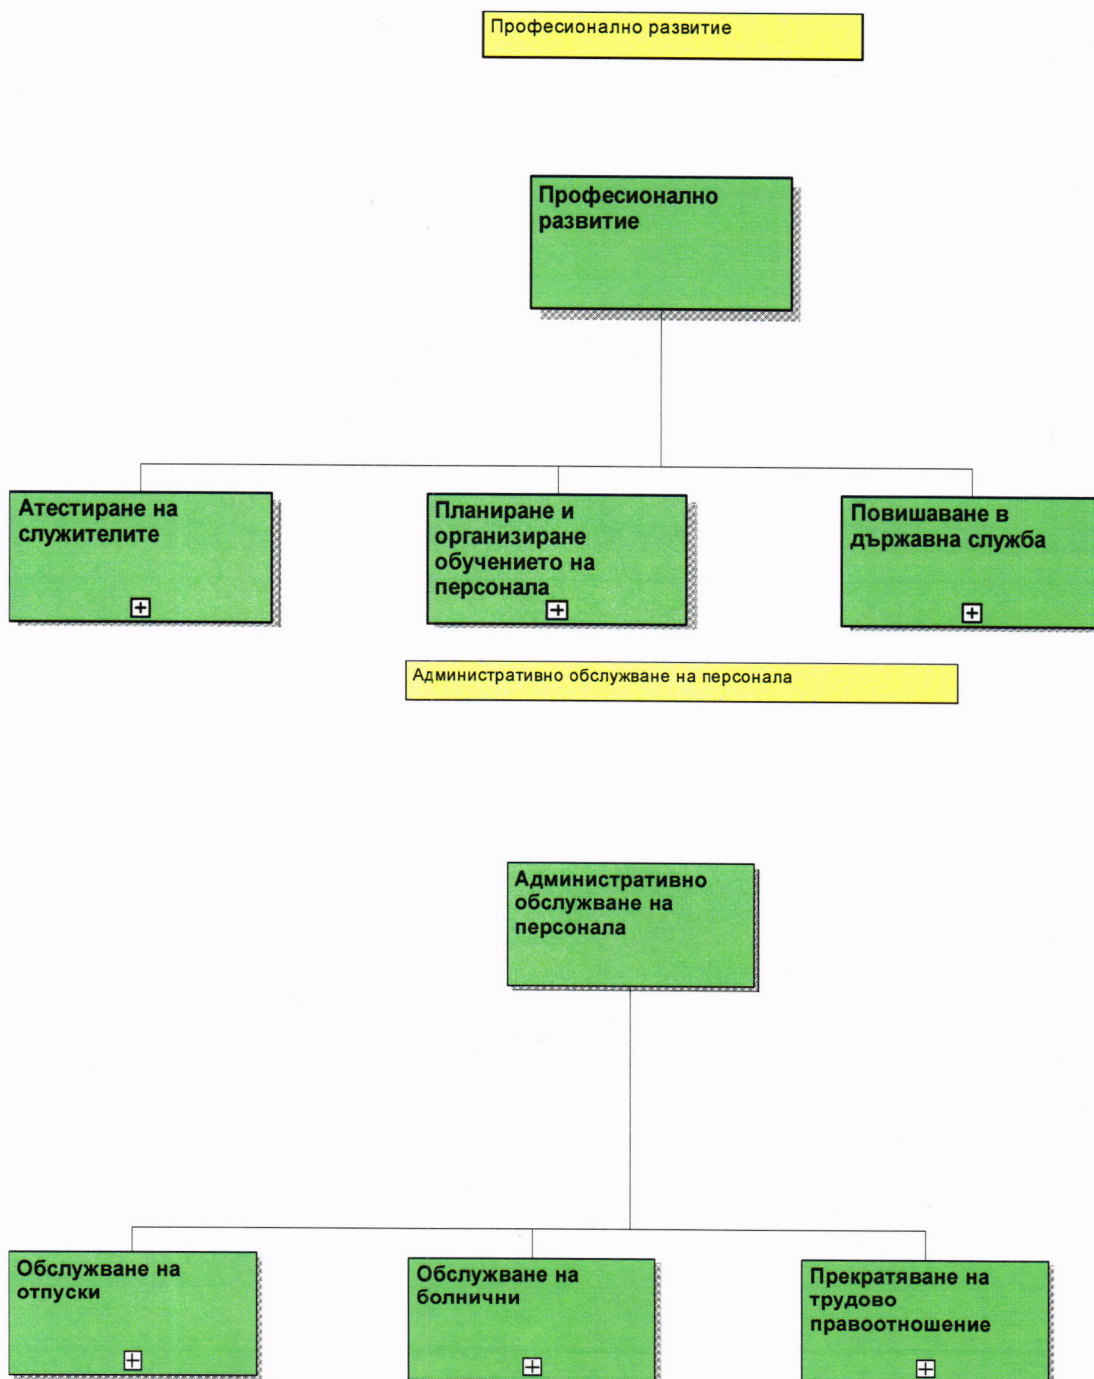 Професионално развитие
Професионално
развитие
Атестиране на
служителите
Планиране и
организиране
обучението на
персонала
Повишаване в
държавна служба
Административно обслужване на персонала
Административно
обслужване на
персонала
Обслужване на
отпуски
Обслужване на
болнични
Прекратяване на
трудово
правоотношение